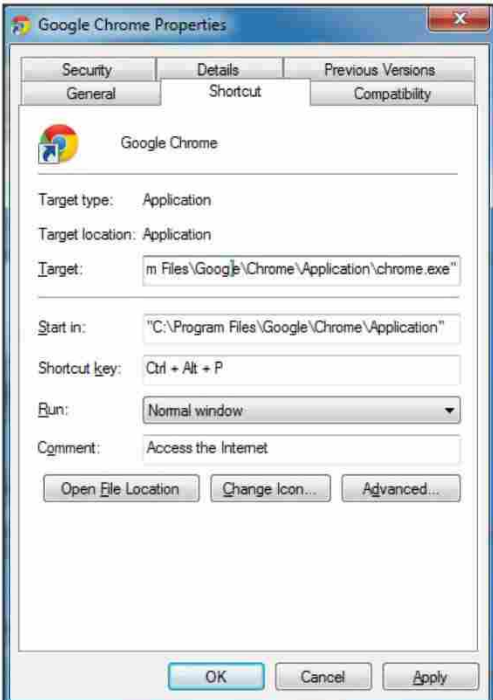 Google Chrome Properties
Security Details Previous Versions
General Shortcut Compatibility
Google Chrome
Target type: Application
Target location: Application
Target: m Files\Google\Chrome\Application\chrome.exe"
Start in: "C:\Program Files\Google\Chrome\Application"
Shortcut key: Ctrl + Alt + P
Run: Normal window
Comment: Access the Internet
Open File Location Change Icon... Advanced...
OK Cancel Apply